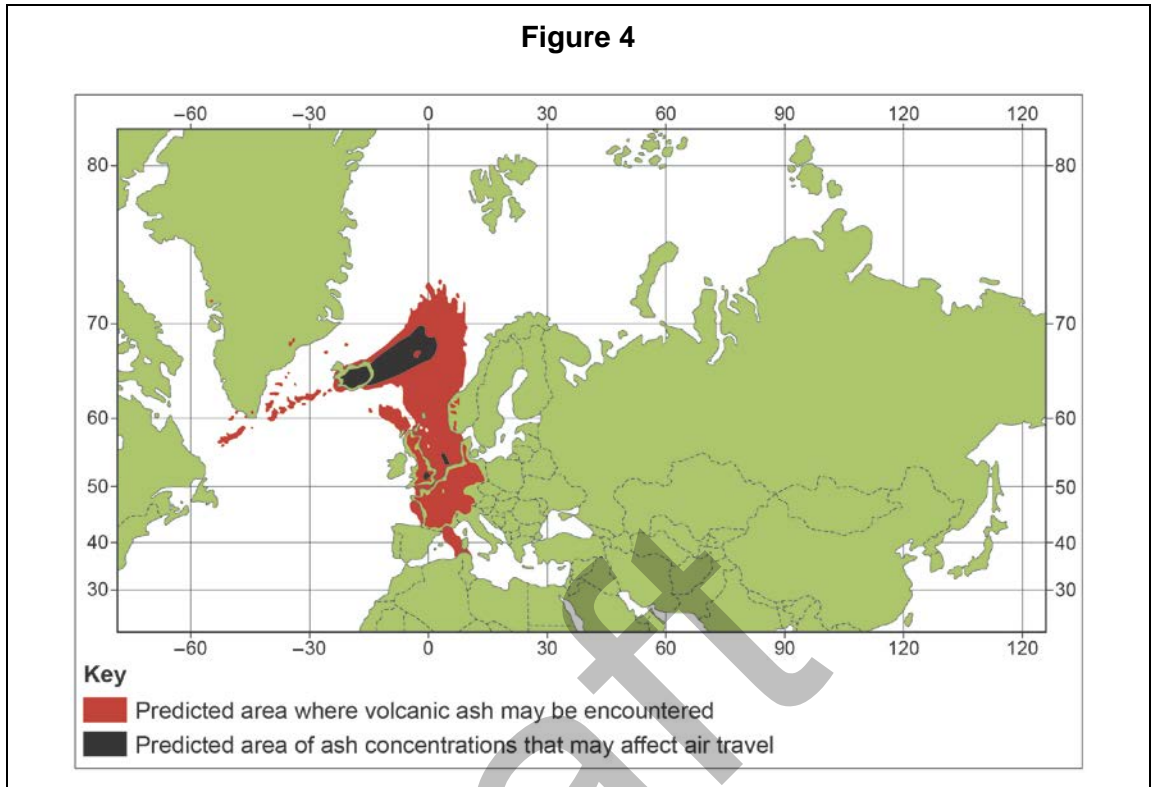 Figure 4
−60 −30 0 30 60 90 120 120
80 80
70 70
60 60
50 50
40 40
30 30
−60 −30 0 30 60 90 120 120
Key
Predicted area where volcanic ash may be encountered
Predicted area of ash concentrations that may affect air travel
aft